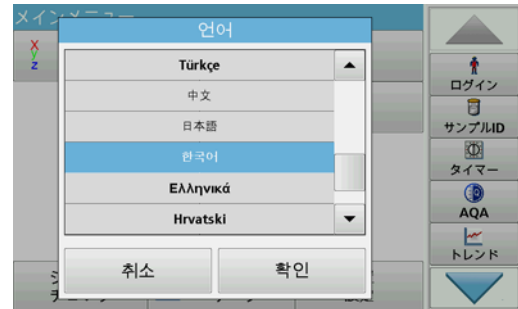 メインメニュー
언어
X
y
z
Türkçe
中文
日本語
한국어
Ελληνικά
Hrvatski
취소
확인
ログイン
サンプルID
タイマー
AQA
トレンド